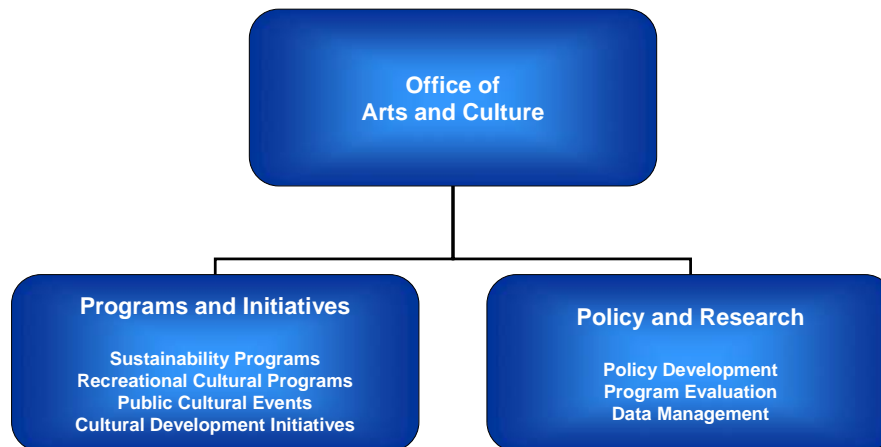 Office of
Arts and Culture
Programs and Initiatives
Sustainability Programs
Recreational Cultural Programs
Public Cultural Events
Cultural Development Initiatives
Policy and Research
Policy Development
Program Evaluation
Data Management